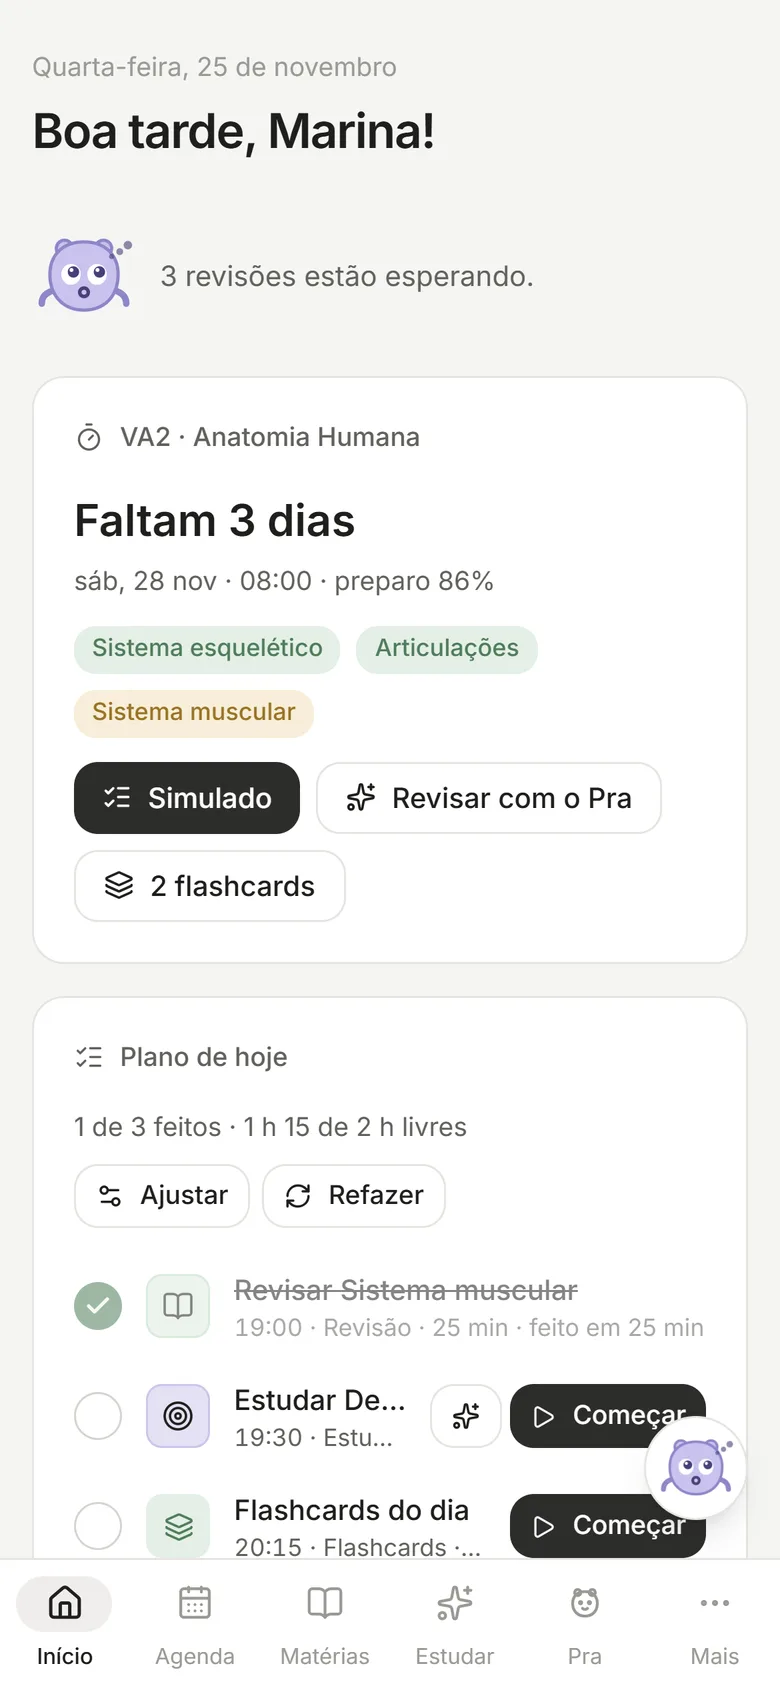 Quarta-feira, 25 de novembro
Boa tarde, Marina!
3 revisões estão esperando.
VA2 · Anatomia Humana
Faltam 3 dias
sáb, 28 nov · 08:00 · preparo 86%
Sistema esquelético
Articulações
Sistema muscular
Simulado
Revisar com o Pra
2 flashcards
Plano de hoje
1 de 3 feitos · 1 h 15 de 2 h livres
Ajustar
Refazer
Revisar Sistema muscular
19:00 · Revisão · 25 min · feito em 25 min
Estudar De...
19:30 · Estu...
Começar
Flashcards do dia
20:15 · Flashcards ·...
Começar
Início
Agenda
Matérias
Estudar
Pra
Mais